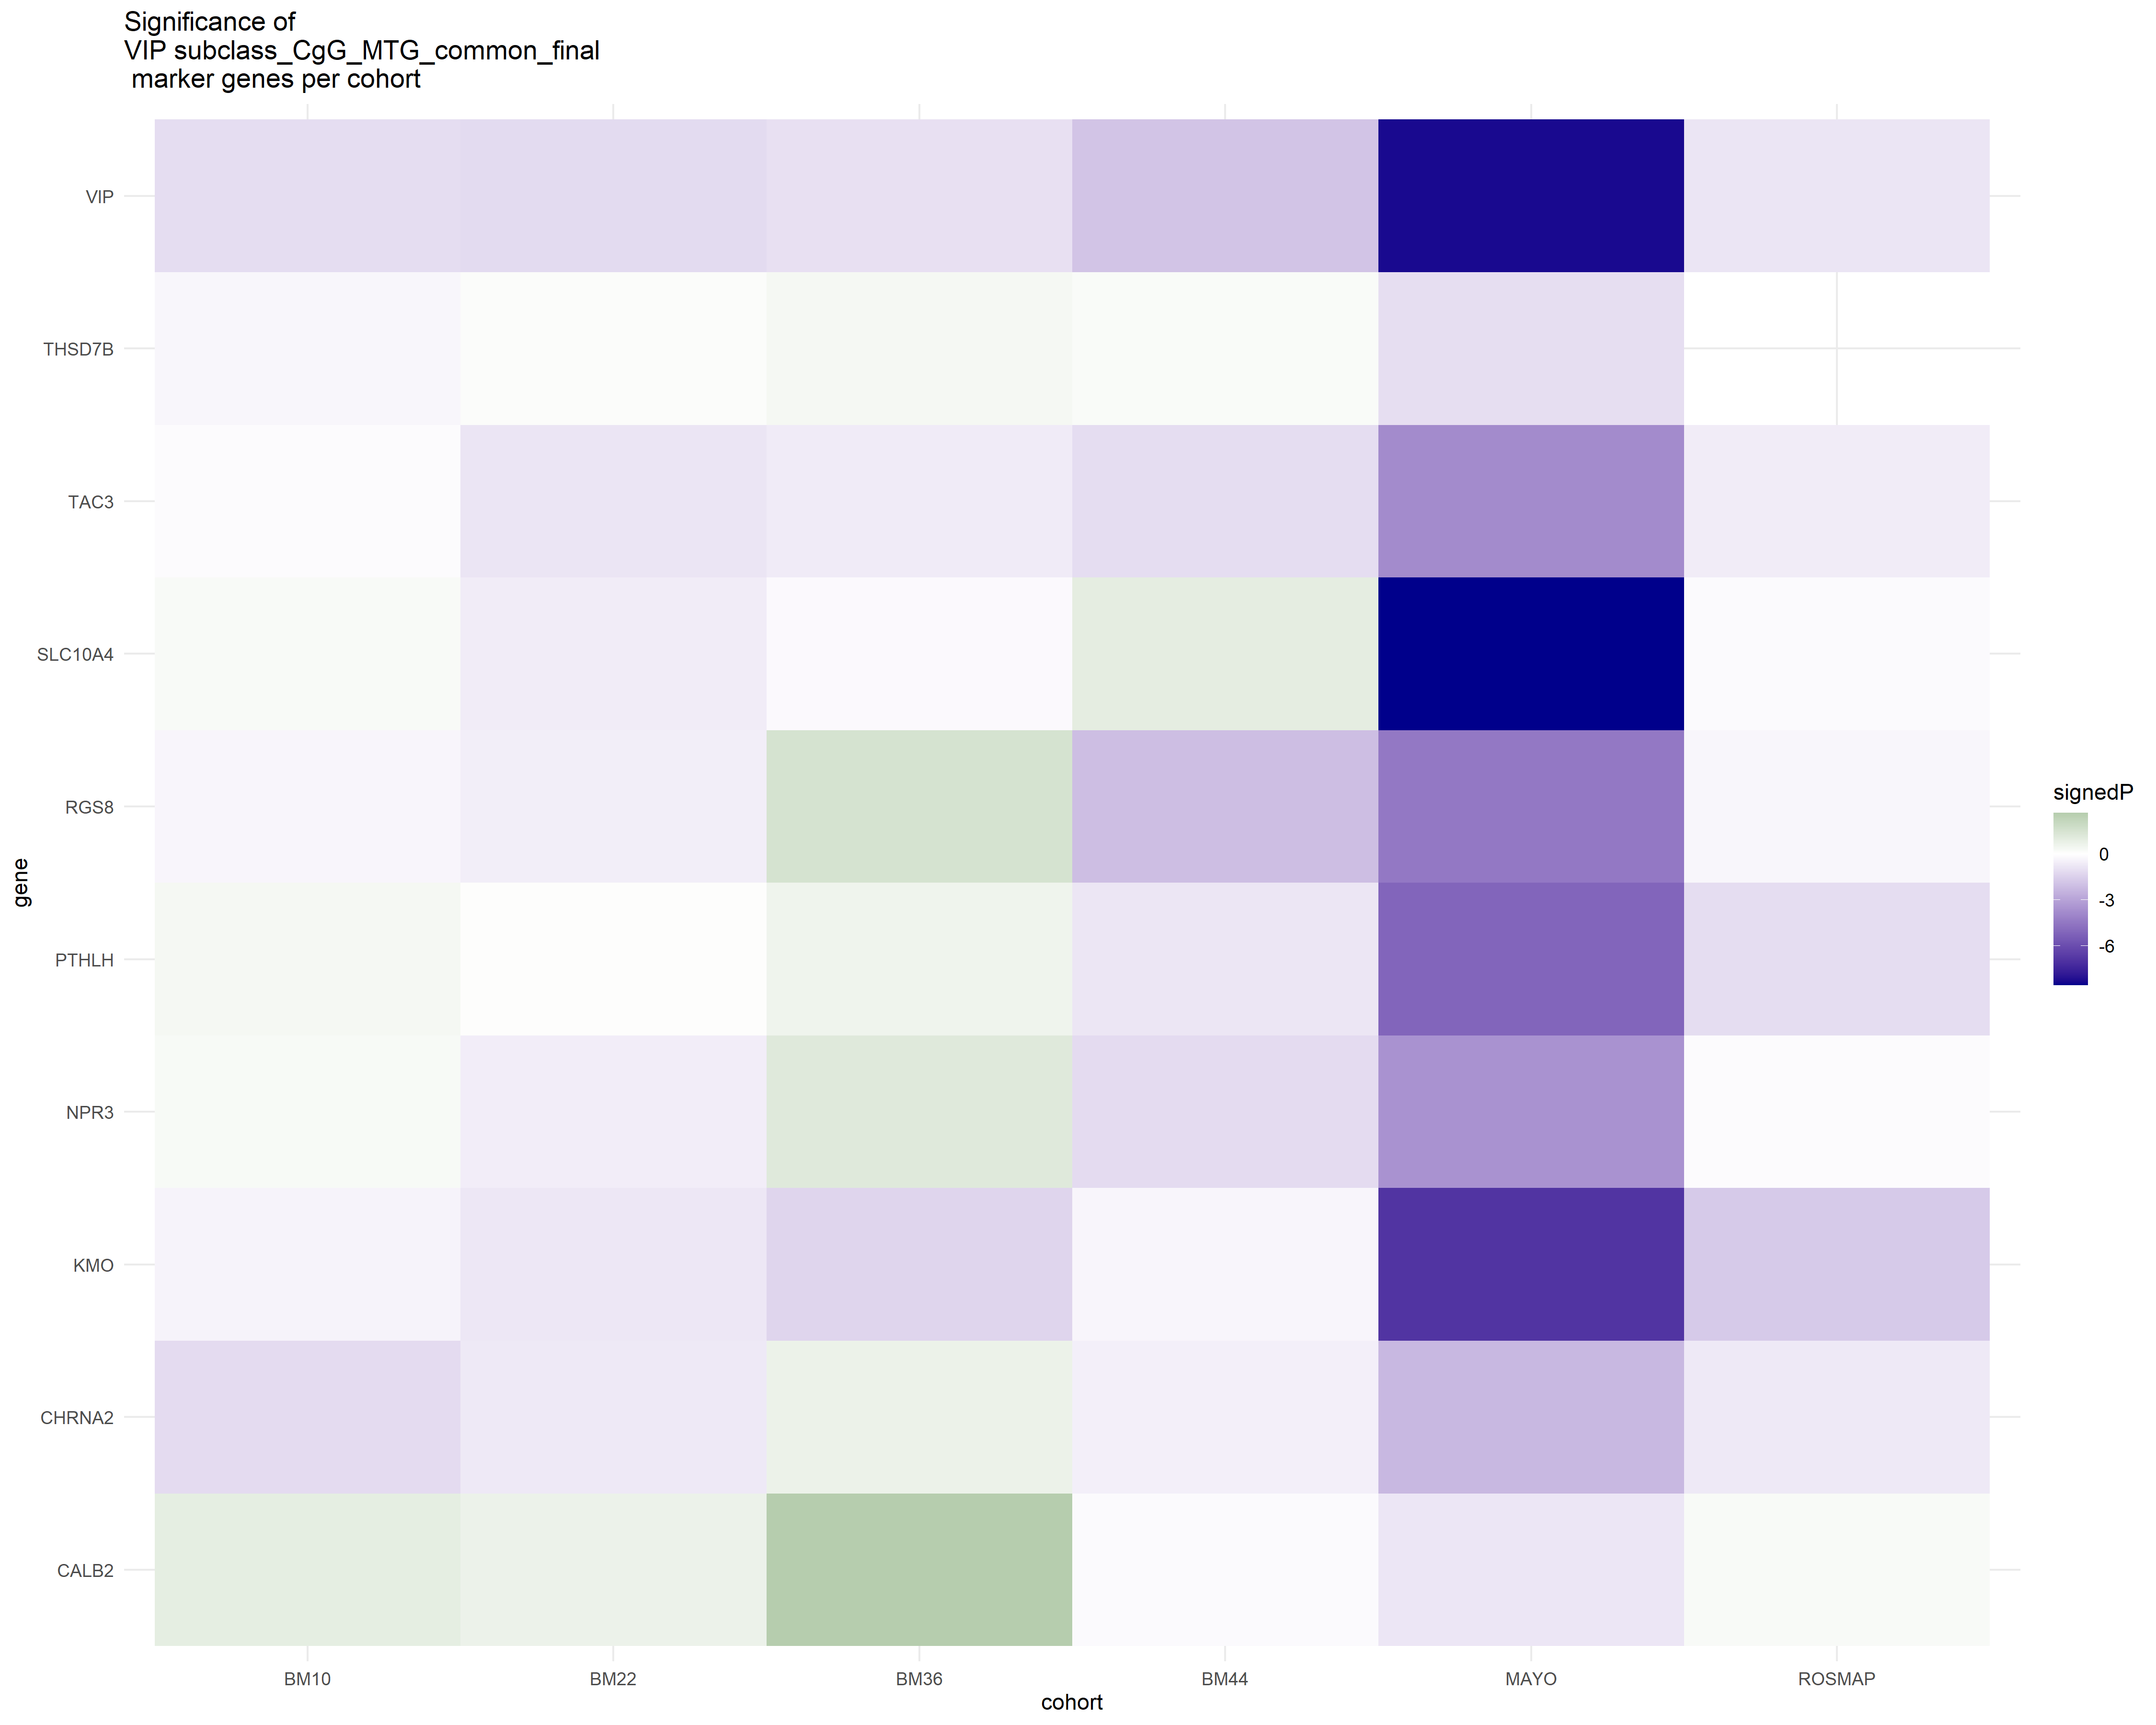 Significance of
VIP subclass_CgG_MTG_common_final
marker genes per cohort
VIP
THSD7B
TAC3
SLC10A4
RGS8
PTHLH
NPR3
KMO
CHRNA2
CALB2
gene
BM10
BM22
BM36
BM44
MAYO
ROSMAP
cohort
signedP
0
-3
-6